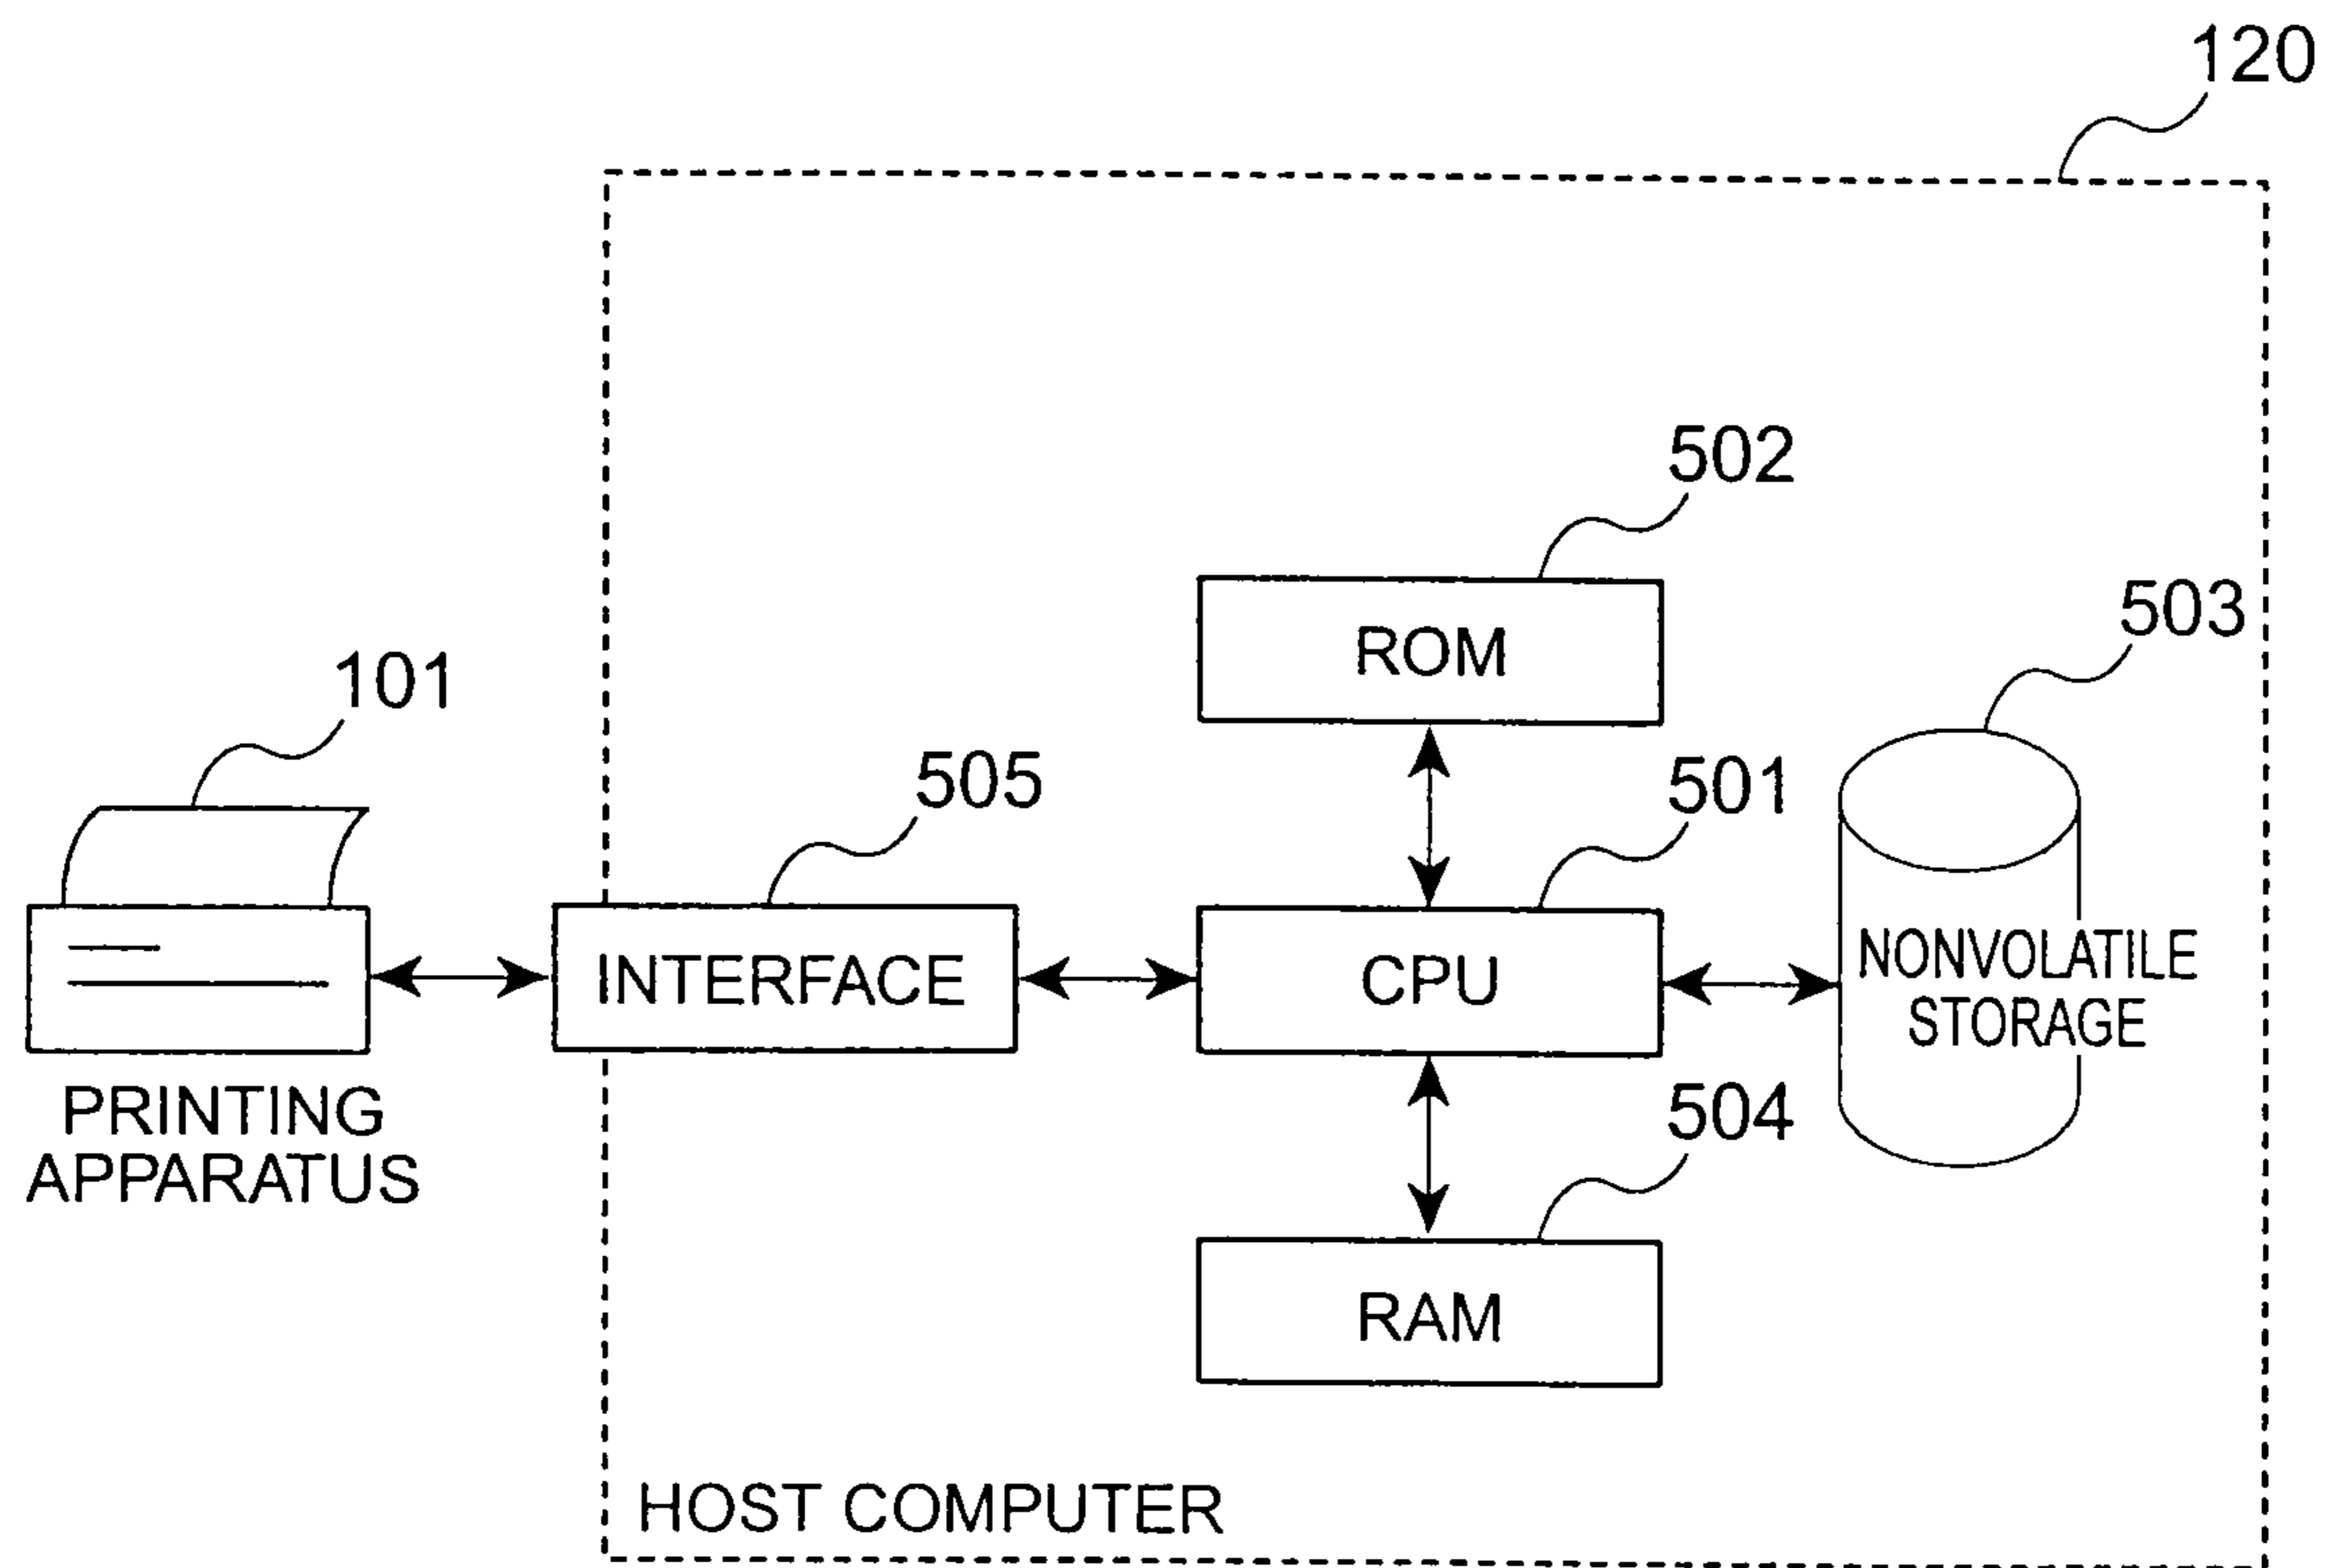 120
502
ROM
503
101
505
501
INTERFACE
CPU
NONVOLATILE
STORAGE
PRINTING
APPARATUS
504
RAM
HOST COMPUTER